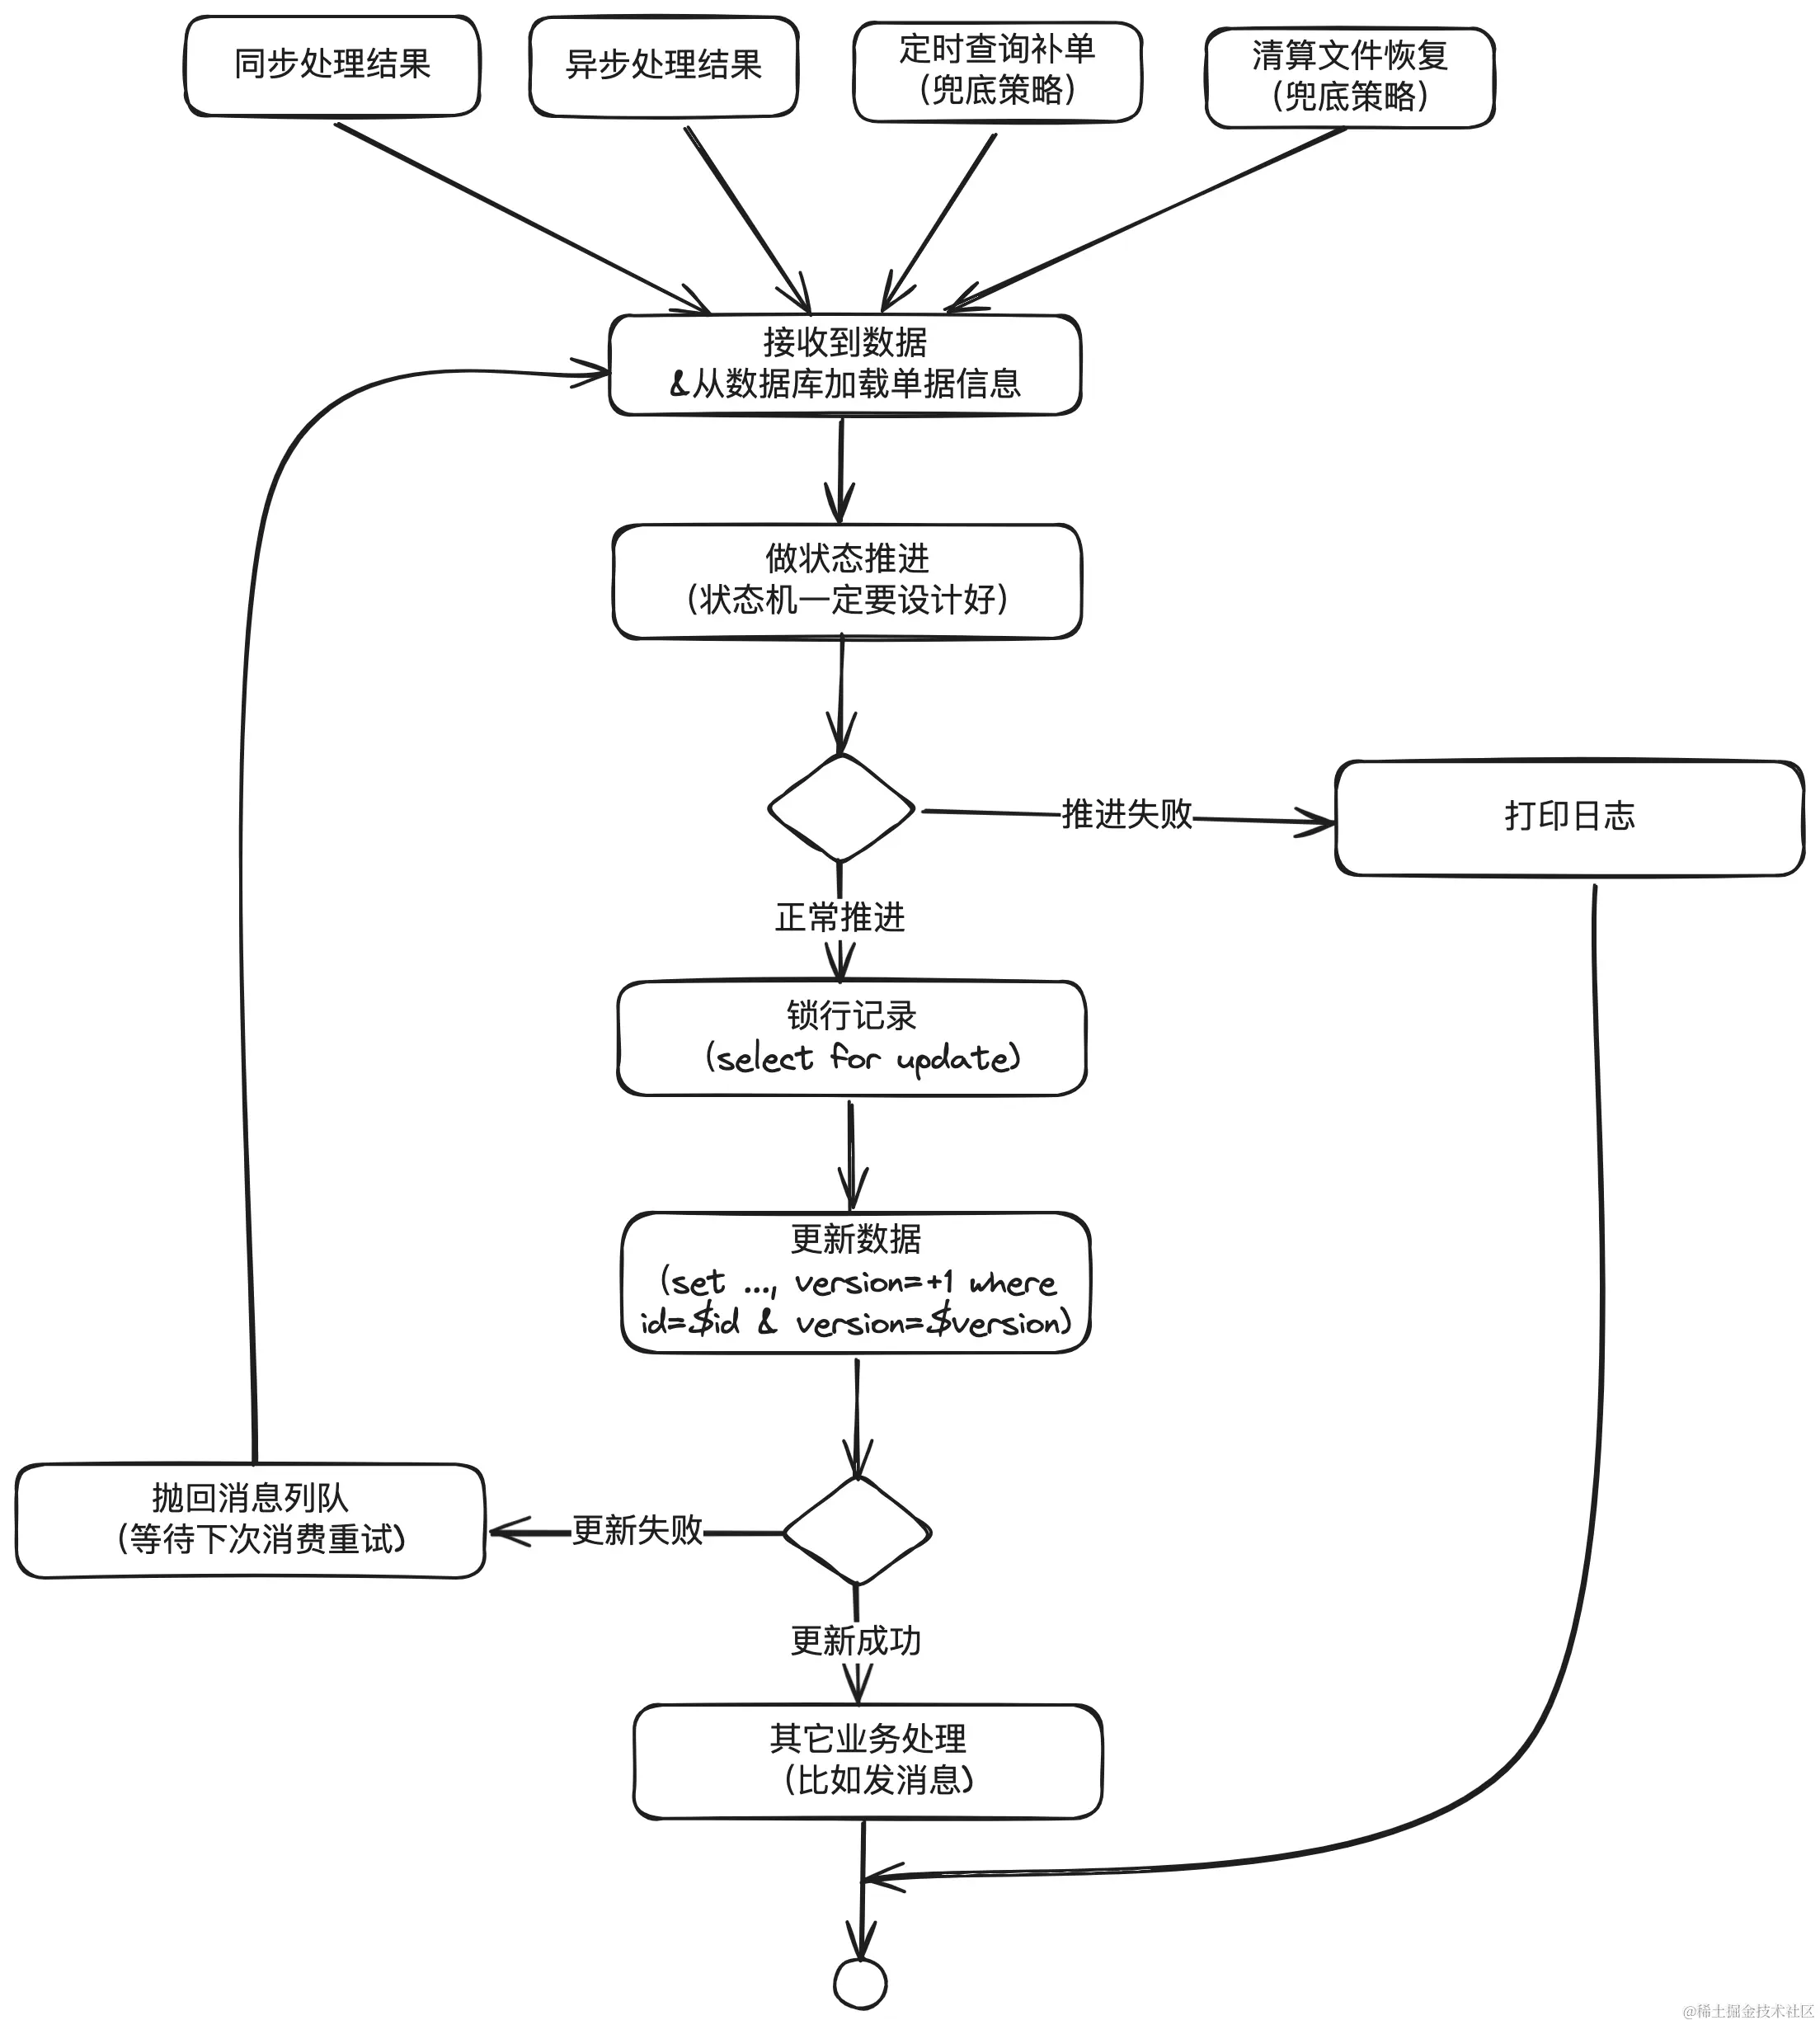 同步处理结果
异步处理结果
定时查询补单
(兜底策略)
清算文件恢复
(兜底策略)
接收到数据
&从数据库加载单据信息
做状态推进
(状态机一定要设计好)
推进失败
打印日志
正常推进
锁行记录
(select for update)
更新数据
(set ..., version=+1 where
id=$id & version=$version)
抛回消息列队
(等待下次消费重试)
更新失败
更新成功
其它业务处理
(比如发消息)
@稀土掘金技术社区